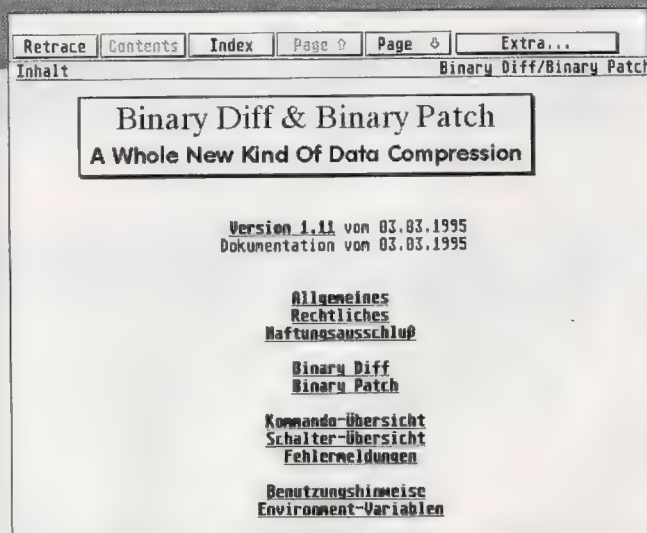 Retrace Contents Index Page ⇧ Page ⇩ Extra...
Inhalt Binary Diff/Binary Patch
Binary Diff & Binary Patch
A Whole New Kind Of Data Compression
Version 1.11 vom 03.03.1995
Dokumentation vom 03.03.1995
Allgemeines
Rechtliches
Haftungsausschluß
Binary Diff
Binary Patch
Kommando-Übersicht
Schalter-Übersicht
Fehlermeldungen
Benutzungshinweise
Environment-Variablen